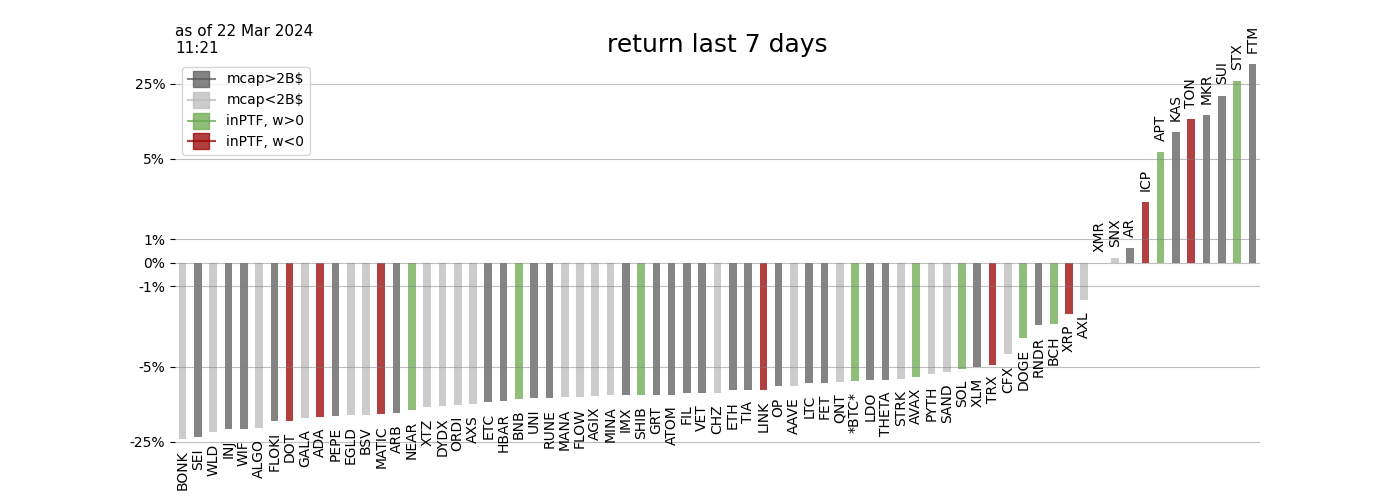 as of 22 Mar 2024
11:21
return last 7 days
mcap>2B$
mcap<2B$
inPTF, w>0
inPTF, w<0
25%
5%
1%
0%
-1%
-5%
-25%
BONK
SEI
WLD
INJ
WIF
ALGO
FLOKI
DOT
GALA
ADA
PEPE
EGLD
BSV
MATIC
ARB
NEAR
XTZ
DYDX
ORDI
AXS
ETC
HBAR
BNB
UNI
RUNE
MANA
FLOW
AGIX
MINA
IMX
SHIB
GRT
ATOM
FIL
VET
CHZ
ETH
TIA
LINK
OP
AAVE
LTC
FET
QNT
*BTC*
LDO
THETA
STRK
AVAX
PYTH
SAND
SOL
XLM
TRX
CFX
DOGE
RNDR
BCH
XRP
AXL
XMR
SNX
AR
ICP
APT
KAS
TON
MKR
SUI
STX
FTM